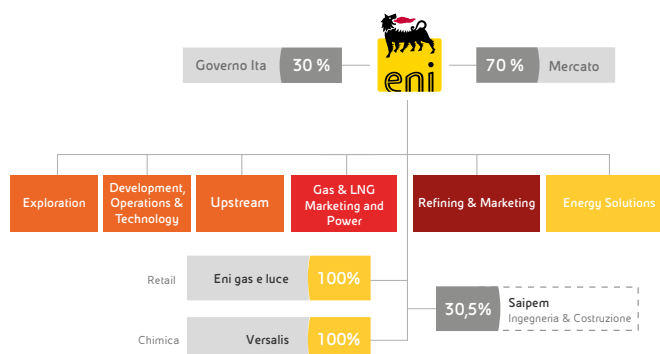 Governo Ita 30 %
eni
70 % Mercato
Exploration
Development,
Operations &
Technology
Upstream
Gas & LNG
Marketing and
Power
Refining & Marketing
Energy Solutions
Retail
Eni gas e luce 100%
30,5% Saipem
Ingegneria & Costruzione
Chimica
Versalis 100%